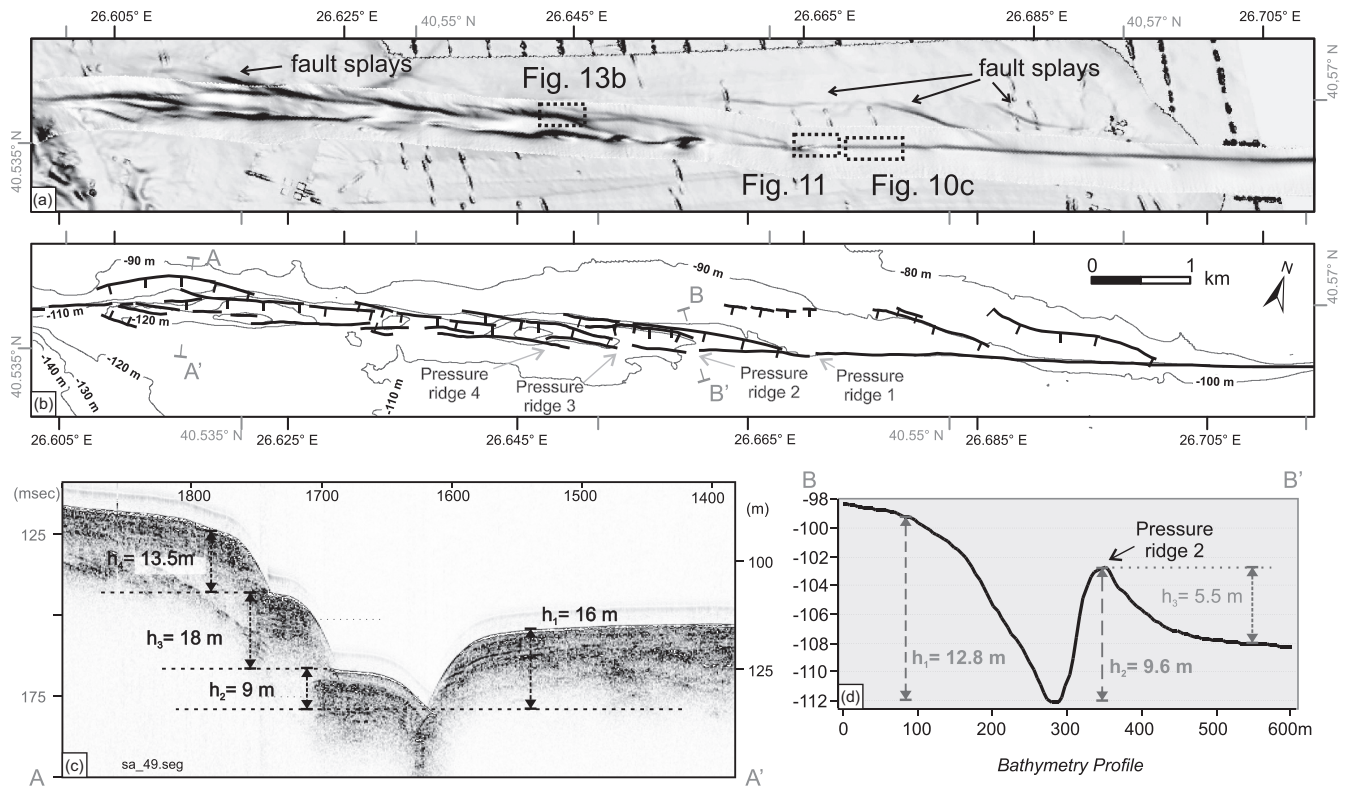 26.605° E 26.625° E 40,55° N 26.645° E 26.665° E 26.685° E 40,57° N 26.705° E
fault splays
Fig. 13b
fault splays
40,57° N
40.535° N
Fig. 11 Fig. 10c
(a)
-90 m A
-90 m
-80 m
0 1 km
N
40.57° N
B
-110 m
-120 m
40.535° N
-120 m
A'
-140 m
-130 m
-110 m
Pressure
ridge 4
Pressure
ridge 3
B'
Pressure
ridge 2
Pressure
ridge 1
-100 m
(b)
26.605° E 40.535° N 26.625° E 26.645° E 26.665° E 40.55° N 26.685° E 26.705° E
(msec) 1800 1700 1600 1500 1400 (m)
125
100
h₄= 13.5m
h₁= 16 m
h₃= 18 m
125
h₂= 9 m
175
(c)
sa_49.seg
A A'
B B'
-98
-100
-102
-104
-106
-108
-110
-112
Pressure
ridge 2
h₃= 5.5 m
h₁= 12.8 m
h₂= 9.6 m
(d)
0 100 200 300 400 500 600m
Bathymetry Profile